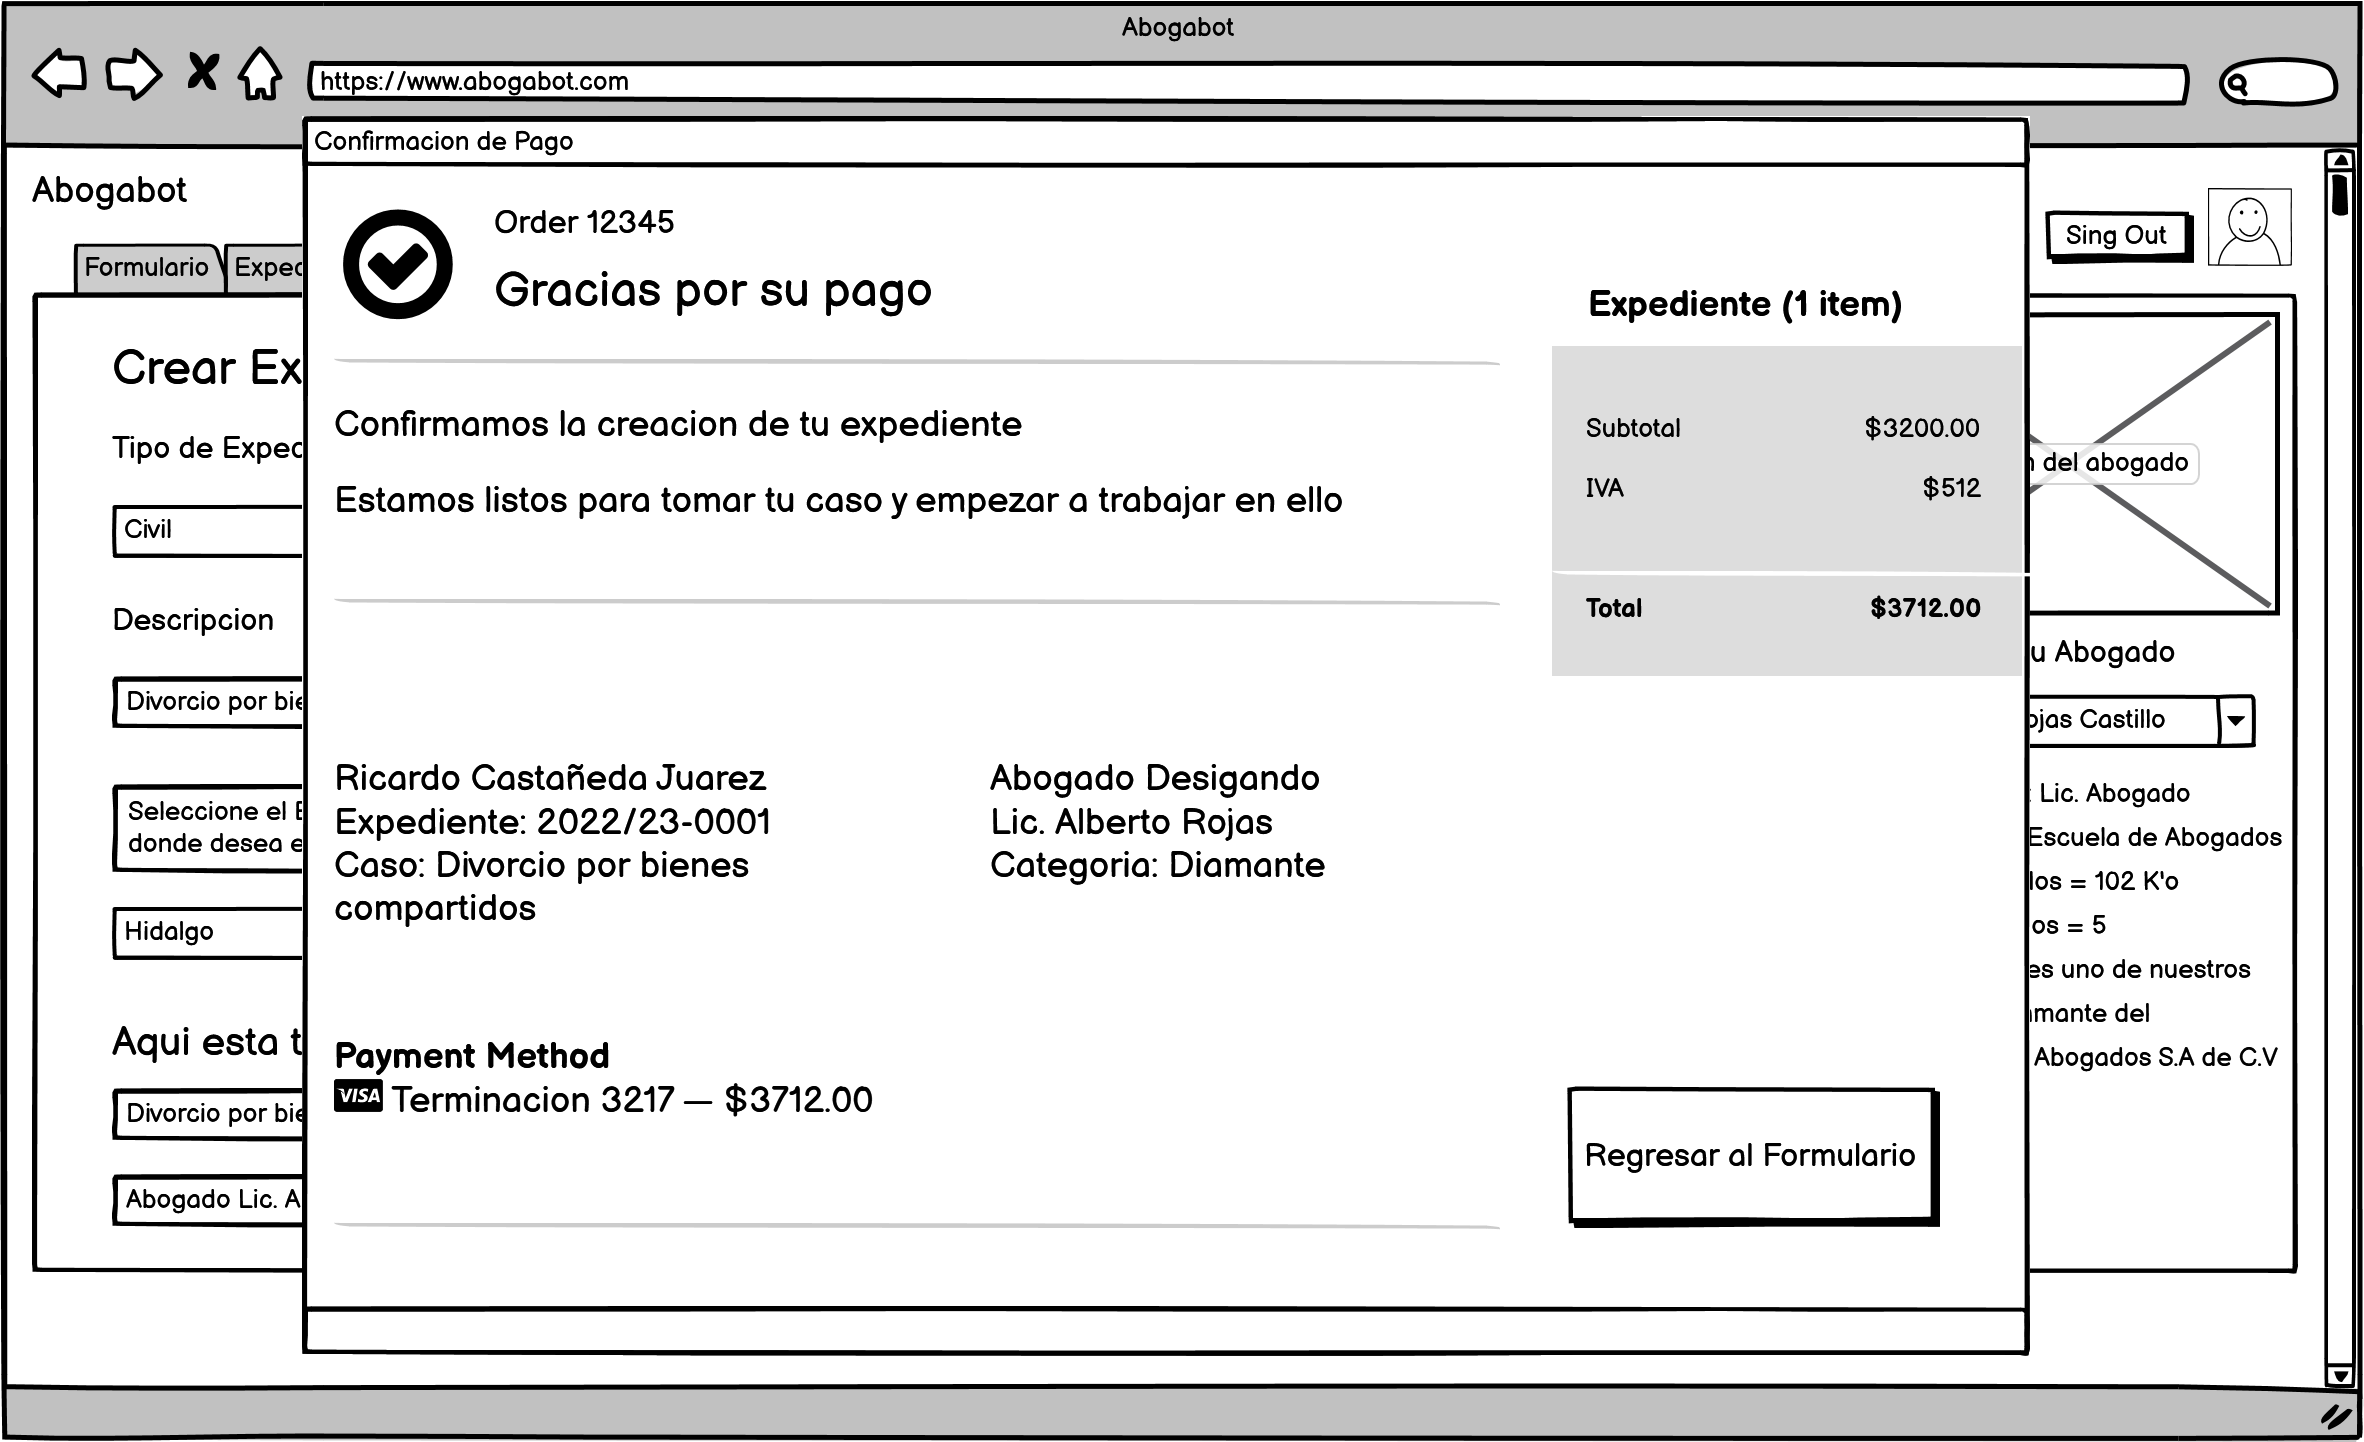 Abogabot
https://www.abogabot.com
Confirmacion de Pago
Abogabot
Sing Out
Formulario
Expec
Order 12345
Gracias por su pago
Expediente (1 item)
Crear Ex
Tipo de Expec
Civil
Descripcion
Divorcio por bie
Seleccione el E
donde desea e
Hidalgo
Aqui esta t
Divorcio por bie
Abogado Lic. A
Confirmamos la creacion de tu expediente
Estamos listos para tomar tu caso y empezar a trabajar en ello
Subtotal $3200.00
IVA $512
Total $3712.00
Ricardo Castañeda Juarez
Expediente: 2022/23-0001
Caso: Divorcio por bienes
compartidos
Abogado Desigando
Lic. Alberto Rojas
Categoria: Diamante
Payment Method
VISA Terminacion 3217 — $3712.00
Regresar al Formulario
n del abogado
u Abogado
ojas Castillo
: Lic. Abogado
Escuela de Abogados
los = 102 K'o
os = 5
es uno de nuestros
amante del
Abogados S.A de C.V